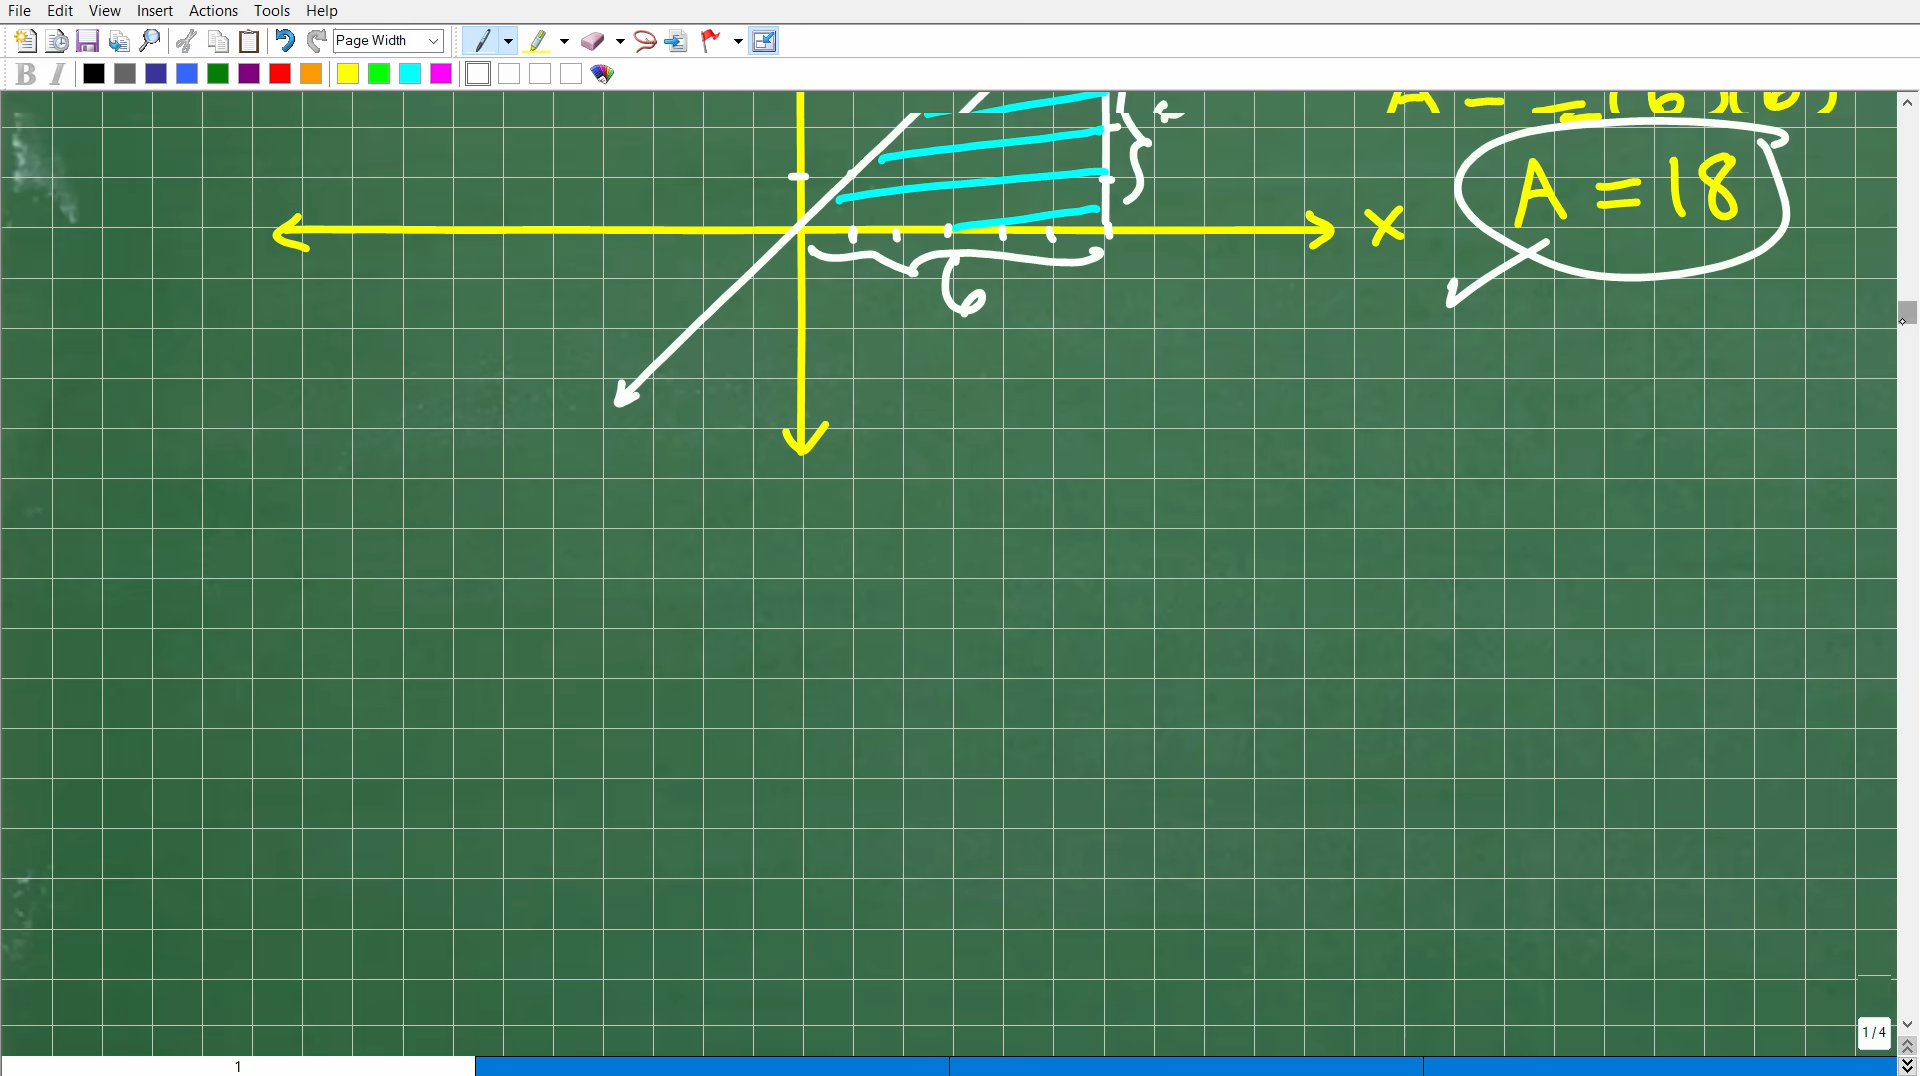 File Edit View Insert Actions Tools Help
Page Width
B I
A = 18
x
6
1 / 4
1